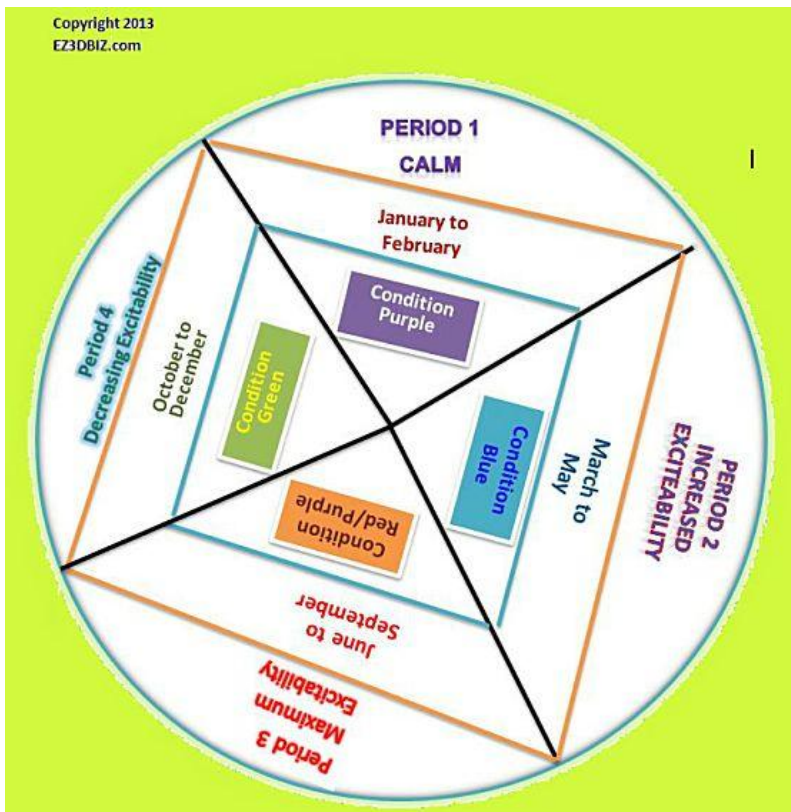 Copyright 2013
EZ3DBIZ.com
PERIOD 1
CALM
January to
February
Condition
Purple
PERIOD 2
INCREASED
EXCITEABILITY
March to
May
Condition
Blue
Period 3
Maximum
Excitability
June to
September
Condition
Red/Purple
Period 4
Decreasing Excitability
October to
December
Condition
Green